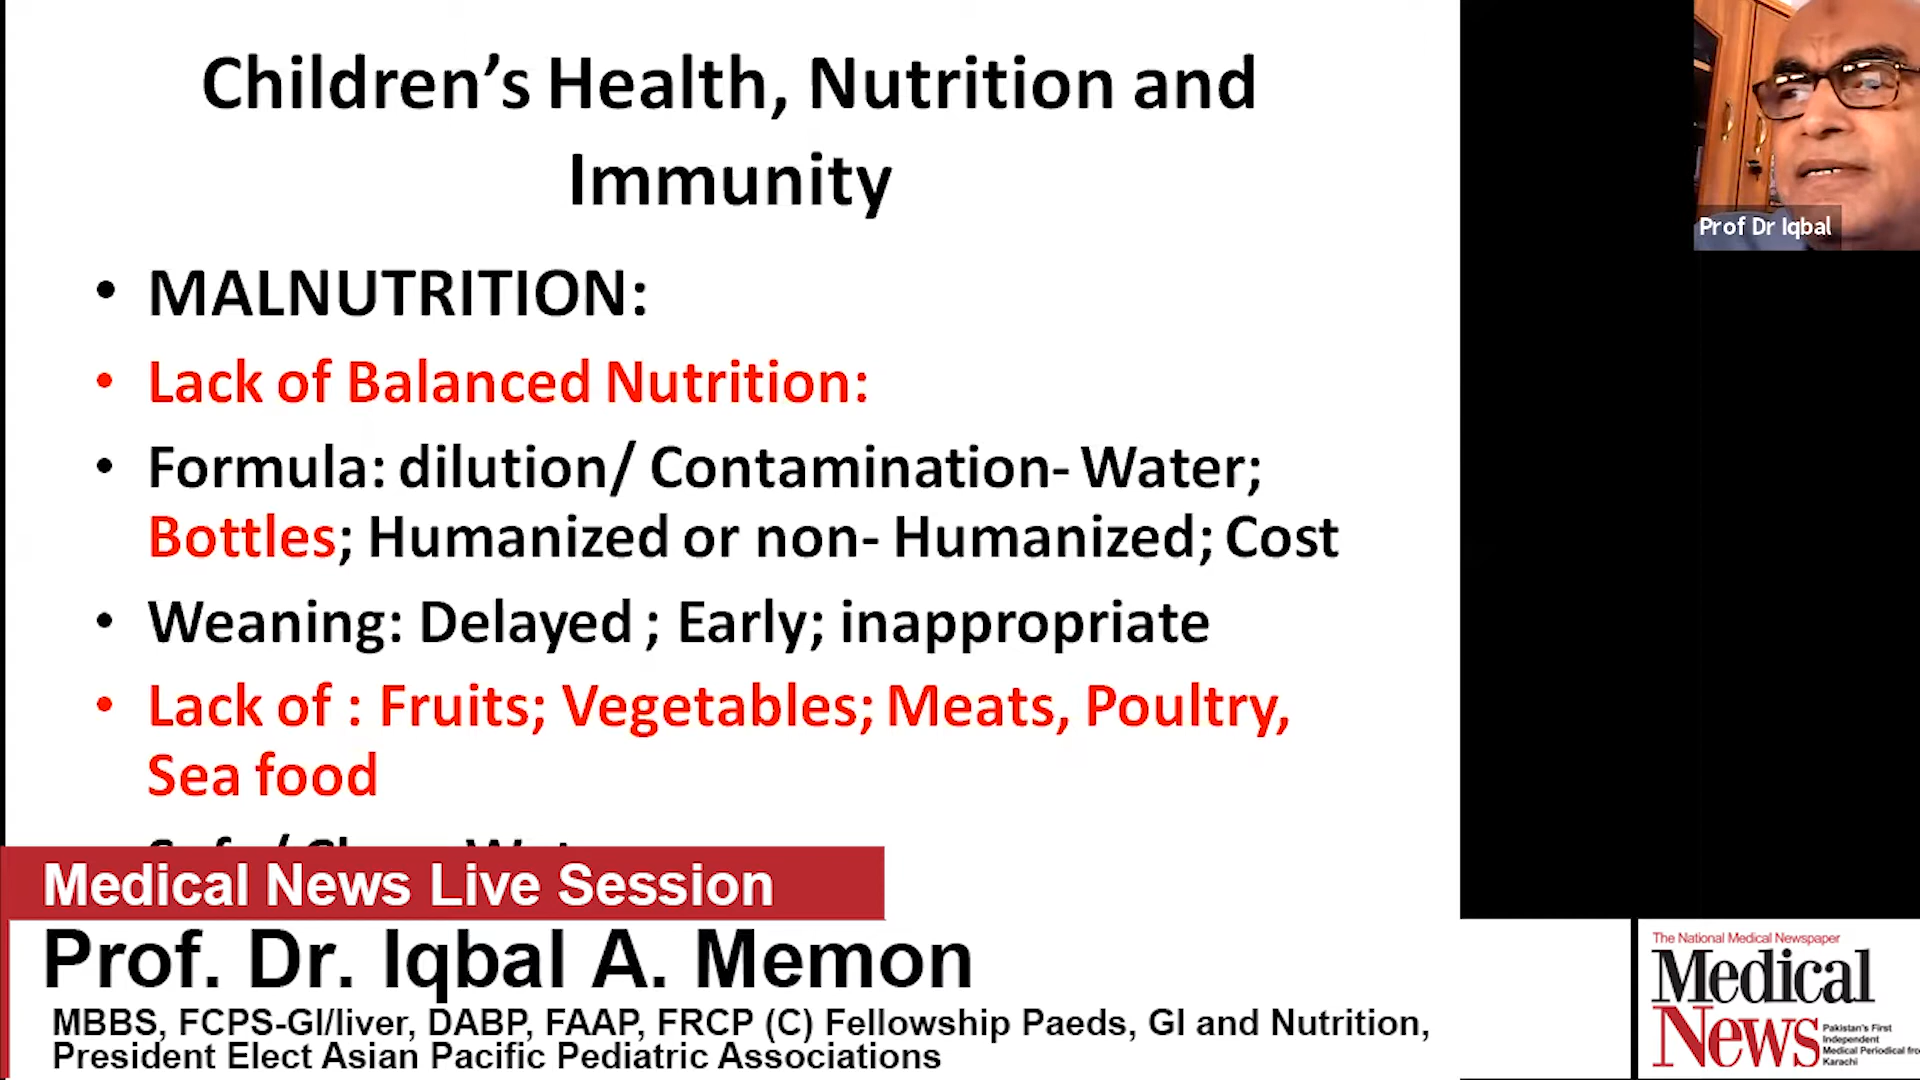 Children’s Health, Nutrition and
Immunity
• MALNUTRITION:
• Lack of Balanced Nutrition:
• Formula: dilution/ Contamination- Water;
Bottles; Humanized or non- Humanized; Cost
• Weaning: Delayed ; Early; inappropriate
• Lack of : Fruits; Vegetables; Meats, Poultry,
Sea food
Prof Dr Iqbal
Medical News Live Session
Prof. Dr. Iqbal A. Memon
MBBS, FCPS-GI/liver, DABP, FAAP, FRCP (C) Fellowship Paeds, GI and Nutrition,
President Elect Asian Pacific Pediatric Associations
The National Medical Newspaper
Medical
News
Pakistan's First
Independent
Medical Periodical fro
Karachi